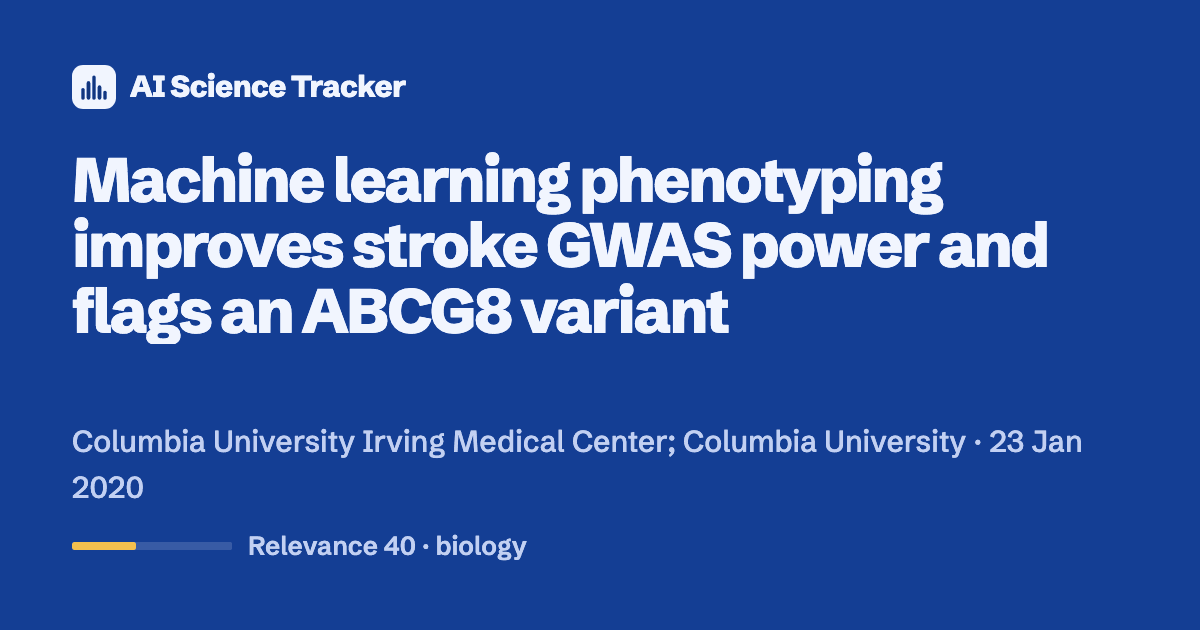 AI Science Tracker
Machine learning phenotyping
improves stroke GWAS power and
flags an ABCG8 variant
Columbia University Irving Medical Center; Columbia University · 23 Jan
2020
Relevance 40 · biology